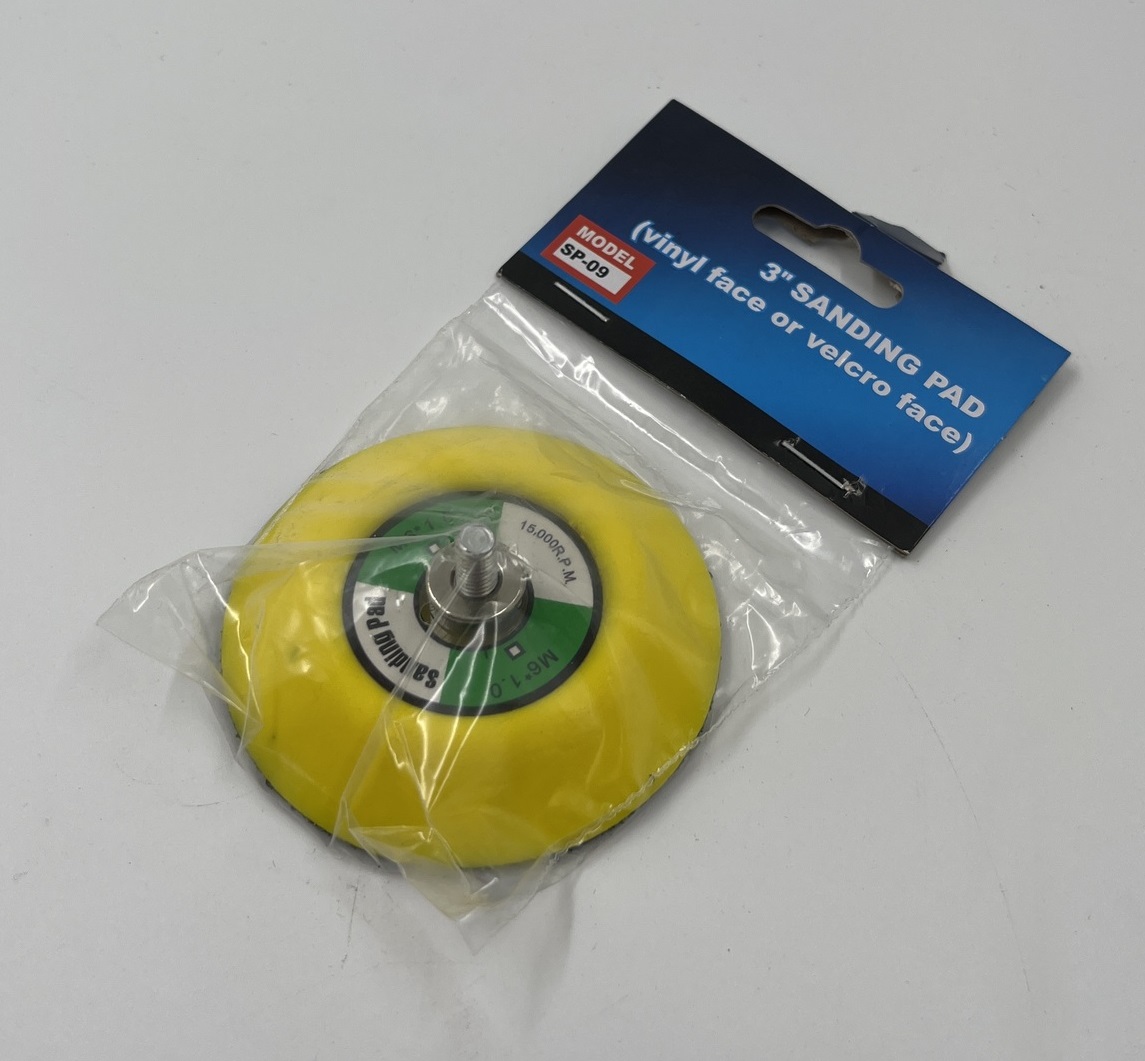 MODEL
SP-09
3" SANDING PAD
(vinyl face or velcro face)
15,000R.P.M
Sanding Pad
M6*1.0